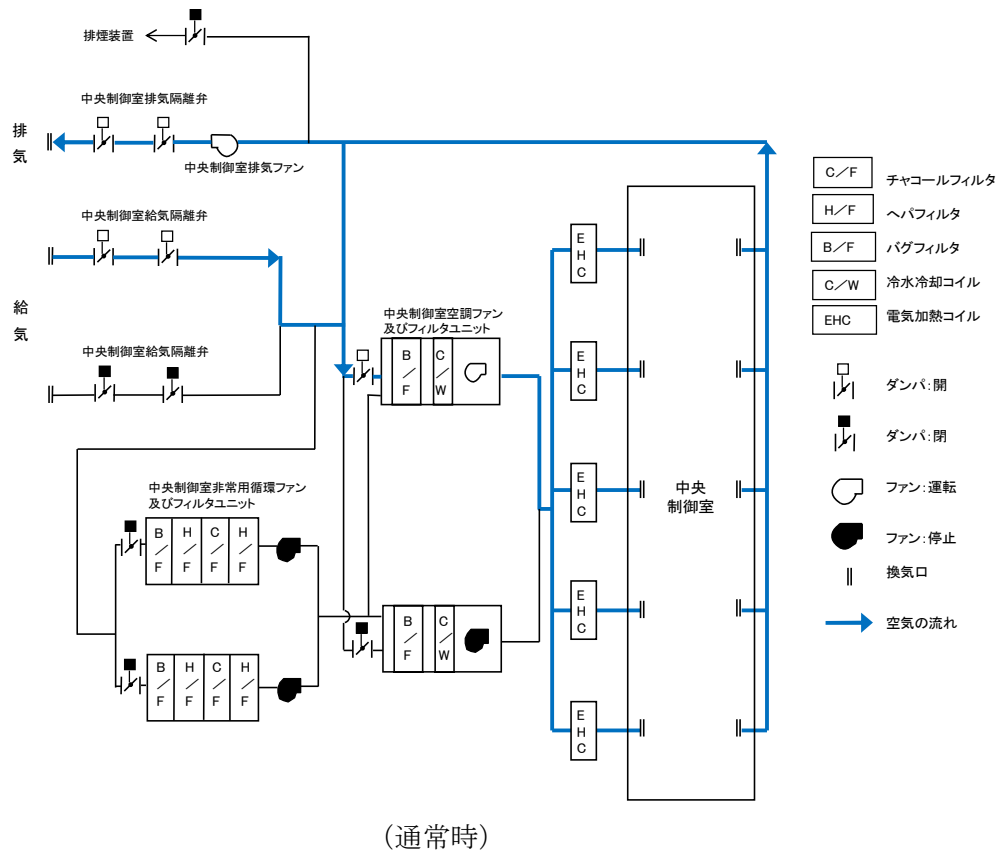 排煙装置
中央制御室排気隔離弁
排
気
中央制御室排気ファン
中央制御室給気隔離弁
給
気
中央制御室給気隔離弁
中央制御室空調ファン
及びフィルタユニット
B/F
C/W
中央制御室非常用循環ファン
及びフィルタユニット
B/F
H/F
C/F
H/F
B/F
H/F
C/F
H/F
B/F
C/W
EHC
EHC
EHC
EHC
EHC
中央
制御室
C/F チャコールフィルタ
H/F ヘパフィルタ
B/F バグフィルタ
C/W 冷水冷却コイル
EHC 電気加熱コイル
ダンパ:開
ダンパ:閉
ファン:運転
ファン:停止
換気口
空気の流れ
(通常時)